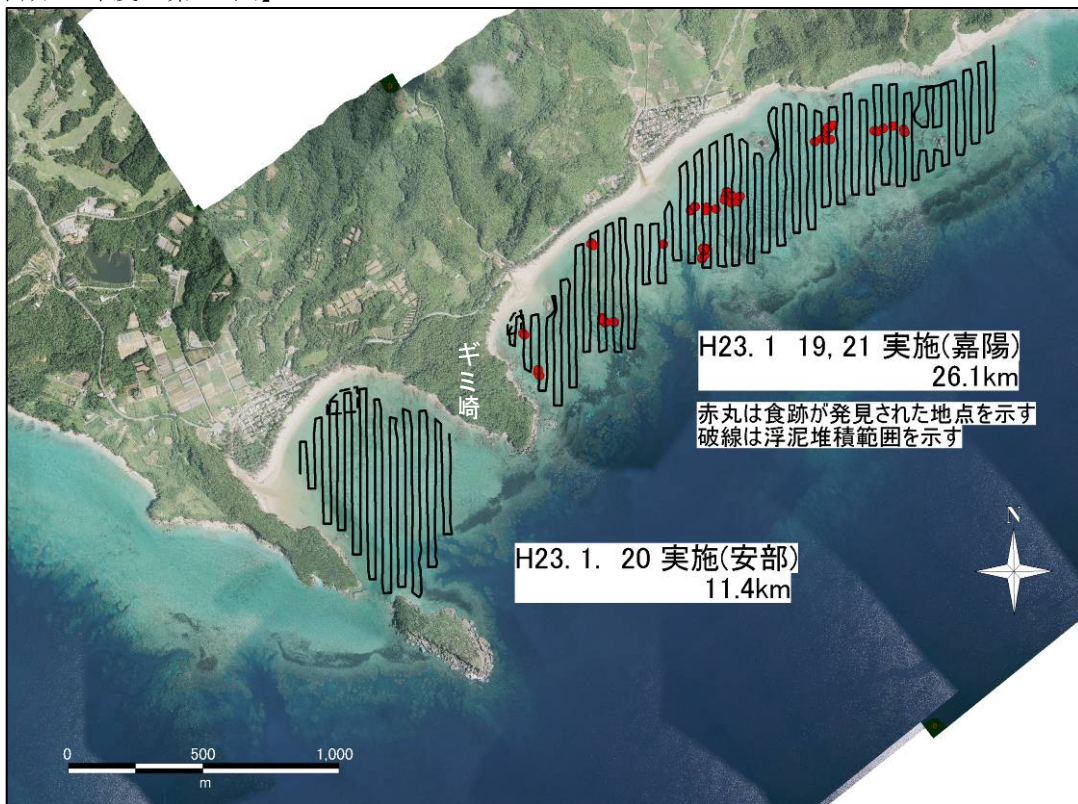 ギミ崎
H23.1 19,21 実施(嘉陽)
26.1km
赤丸は食跡が発見された地点を示す
破線は浮泥堆積範囲を示す
H23.1. 20 実施(安部)
11.4km
N
0 500 1,000
m